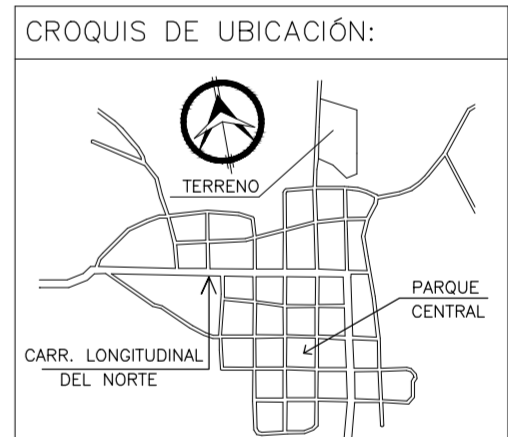 CROQUIS DE UBICACIÓN:
TERRENO
PARQUE
CENTRAL
CARR. LONGITUDINAL
DEL NORTE